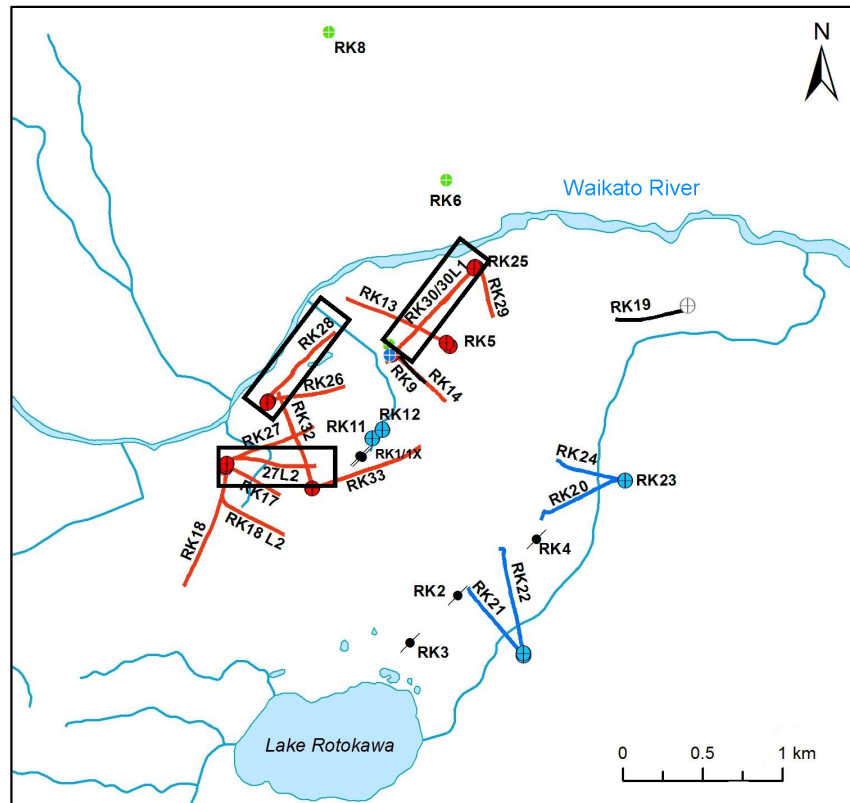 N
RK8
RK6
Waikato River
RK25
RK30/30L1
RK13
RK29
RK19
RK28
RK5
RK9
RK14
RK26
RK32
RK12
RK11
RK27
RK1/1X
27L2
RK33
RK24
RK23
RK17
RK20
RK18 L2
RK18
RK4
RK22
RK2
RK21
RK3
Lake Rotokawa
0 0.5 1 km